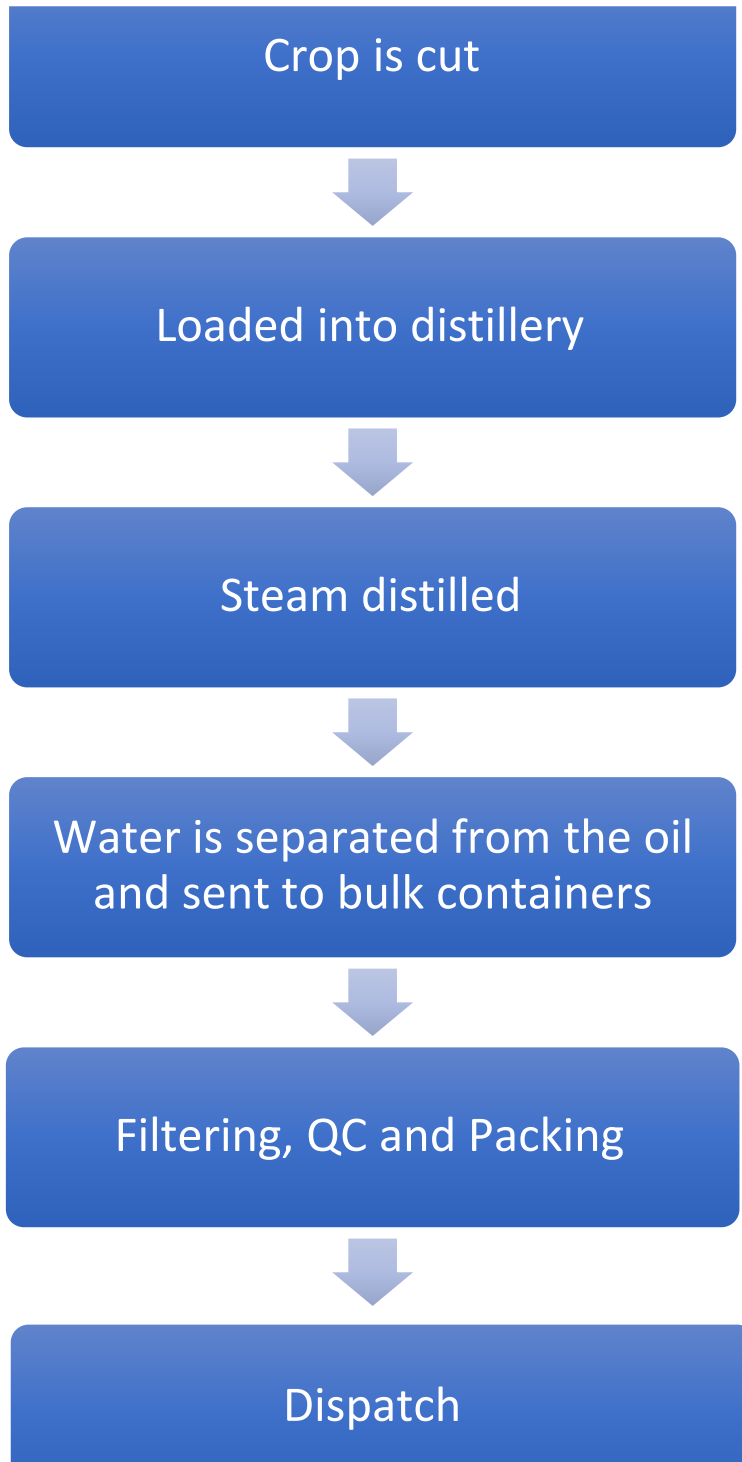 Crop is cut
Loaded into distillery
Steam distilled
Water is separated from the oil
and sent to bulk containers
Filtering, QC and Packing
Dispatch